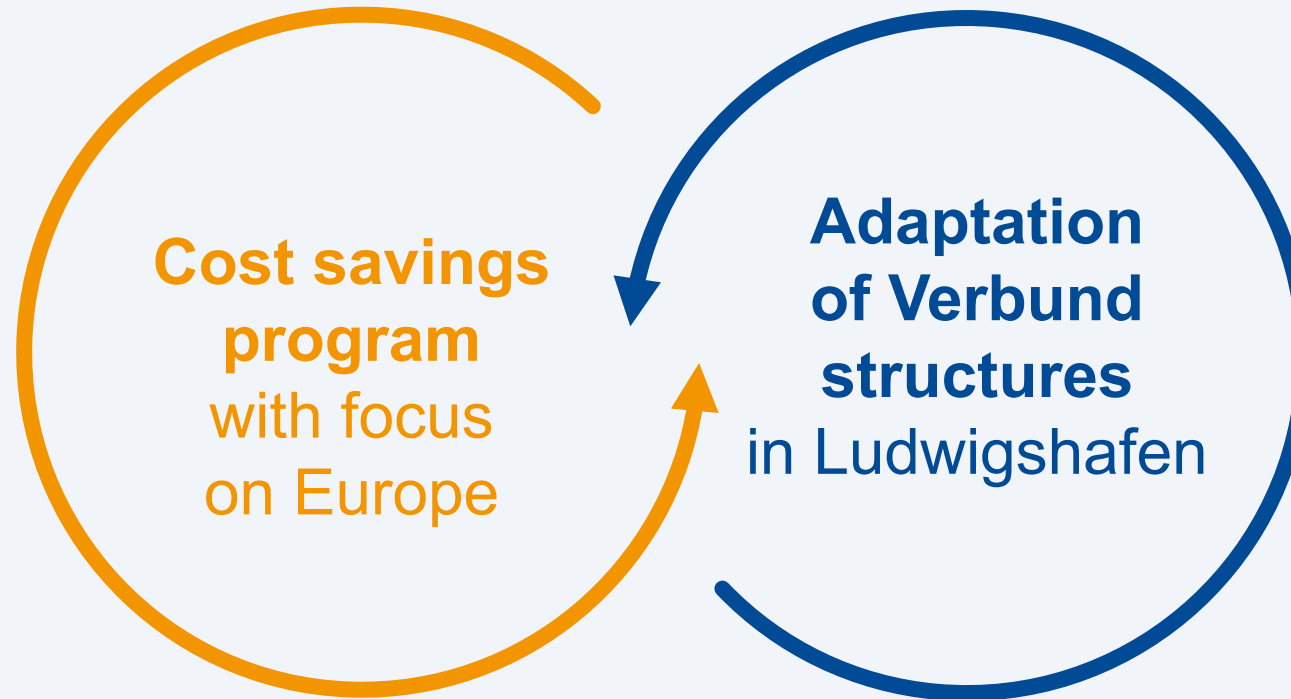 Cost savings
program
with focus
on Europe
Adaptation
of Verbund
structures
in Ludwigshafen